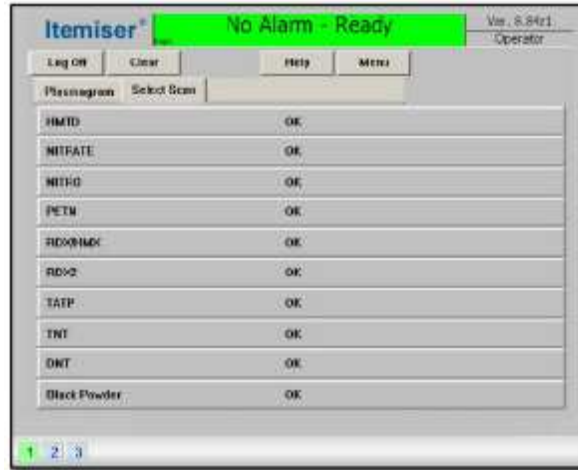 Itemiser® No Alarm - Ready Ver. 8.84r1
Operator
Log Off Clear Help Menu
Plasmagram Select Scan
HMTD OK
NITRATE OK
NITRO OK
PETN OK
RDX/HMX OK
RDX2 OK
TATP OK
TNT OK
DNT OK
Black Powder OK
1 2 3